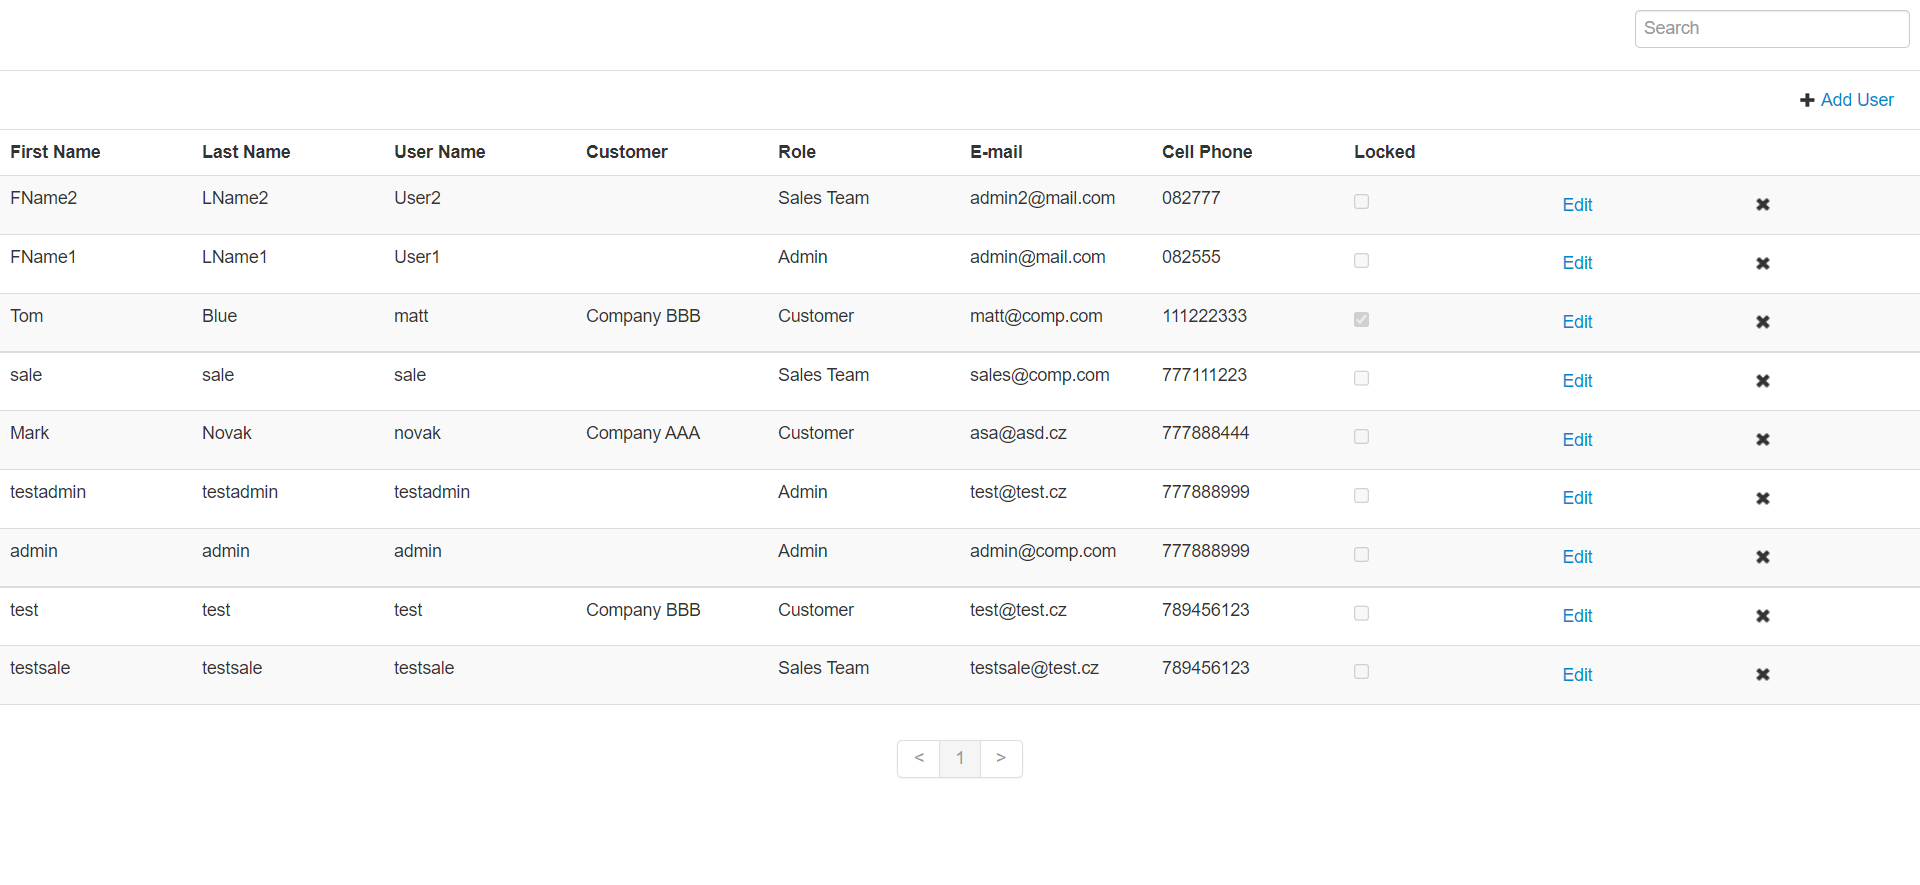 Search
Add User
First Name Last Name User Name Customer Role E-mail Cell Phone Locked
FName2 LName2 User2 Sales Team admin2@mail.com 082777 Edit
FName1 LName1 User1 Admin admin@mail.com 082555 Edit
Tom Blue matt Company BBB Customer matt@comp.com 111222333 Edit
sale sale sale Sales Team sales@comp.com 777111223 Edit
Mark Novak novak Company AAA Customer asa@asd.cz 777888444 Edit
testadmin testadmin testadmin Admin test@test.cz 777888999 Edit
admin admin admin Admin admin@comp.com 777888999 Edit
test test test Company BBB Customer test@test.cz 789456123 Edit
testsale testsale testsale Sales Team testsale@test.cz 789456123 Edit
< 1 >